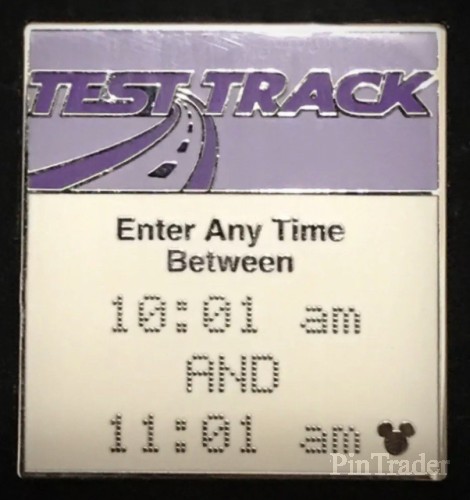 TEST TRACK
Enter Any Time
Between
10:01 am
AND
11:01 am
PinTrader